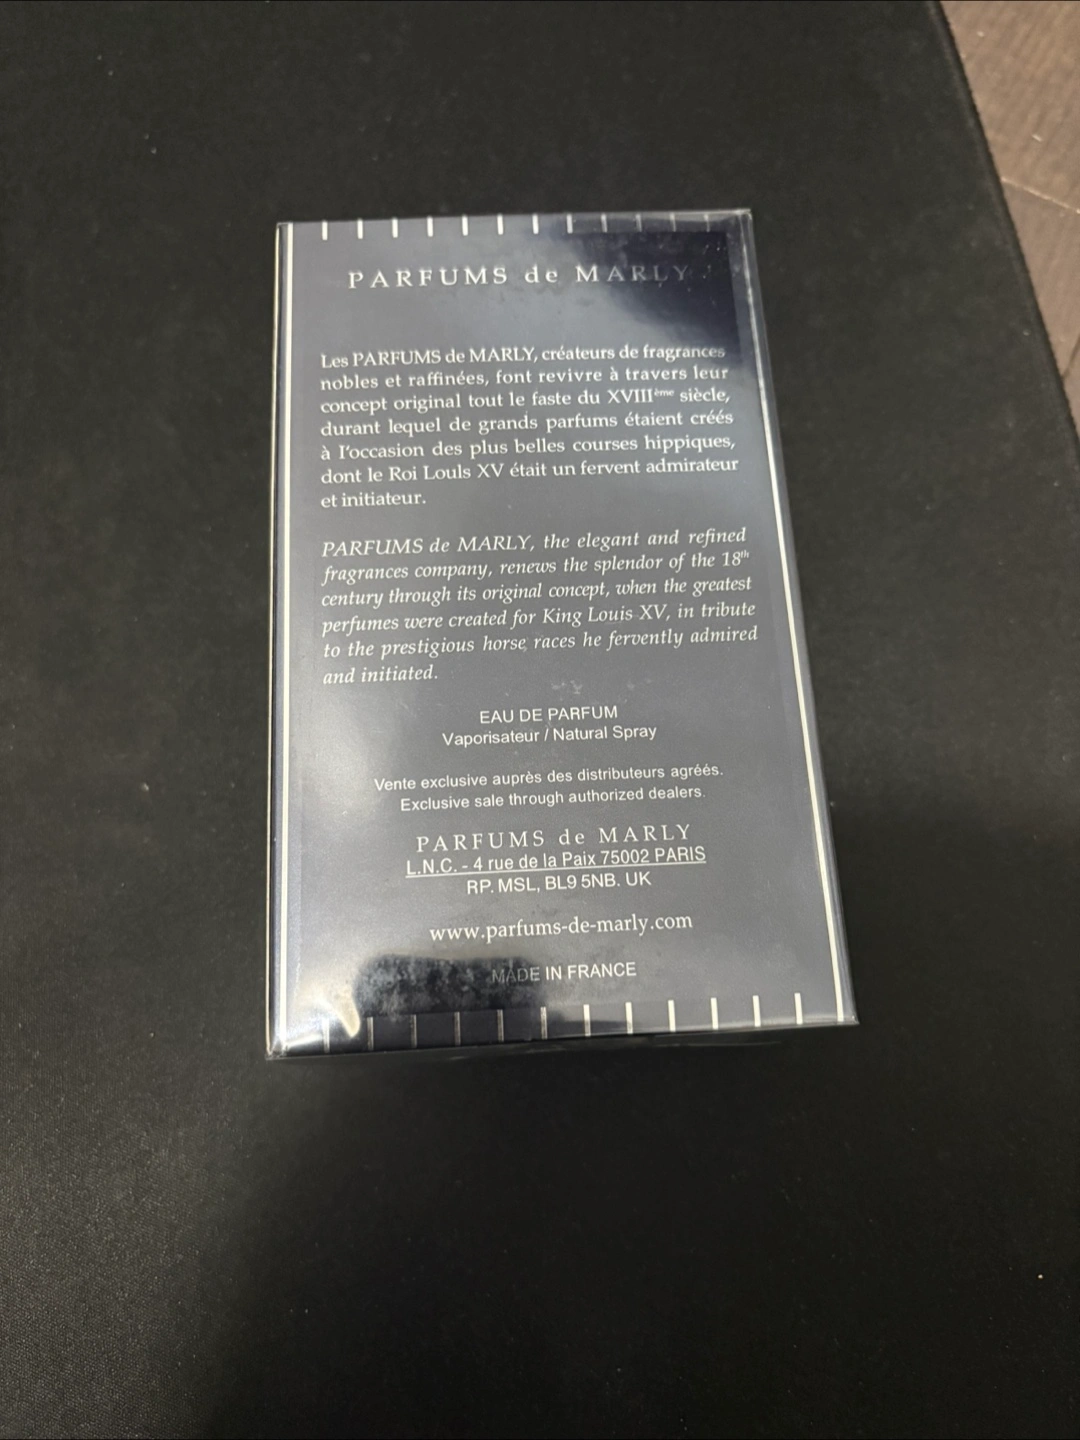 PARFUMS de MARLY
Les PARFUMS de MARLY, créateurs de fragrances
nobles et raffinées, font revivre à travers leur
concept original tout le faste du XVIIIème siècle,
durant lequel de grands parfums étaient créés
à l'occasion des plus belles courses hippiques,
dont le Roi Louls XV était un fervent admirateur
et initiateur.
PARFUMS de MARLY, the elegant and refined
fragrances company, renews the splendor of the 18th
century through its original concept, when the greatest
perfumes were created for King Louis XV, in tribute
to the prestigious horse races he fervently admired
and initiated.
EAU DE PARFUM
Vaporisateur / Natural Spray
Vente exclusive auprès des distributeurs agréés.
Exclusive sale through authorized dealers.
PARFUMS de MARLY
L.N.C. - 4 rue de la Paix 75002 PARIS
RP. MSL, BL9 5NB. UK
www.parfums-de-marly.com
MADE IN FRANCE